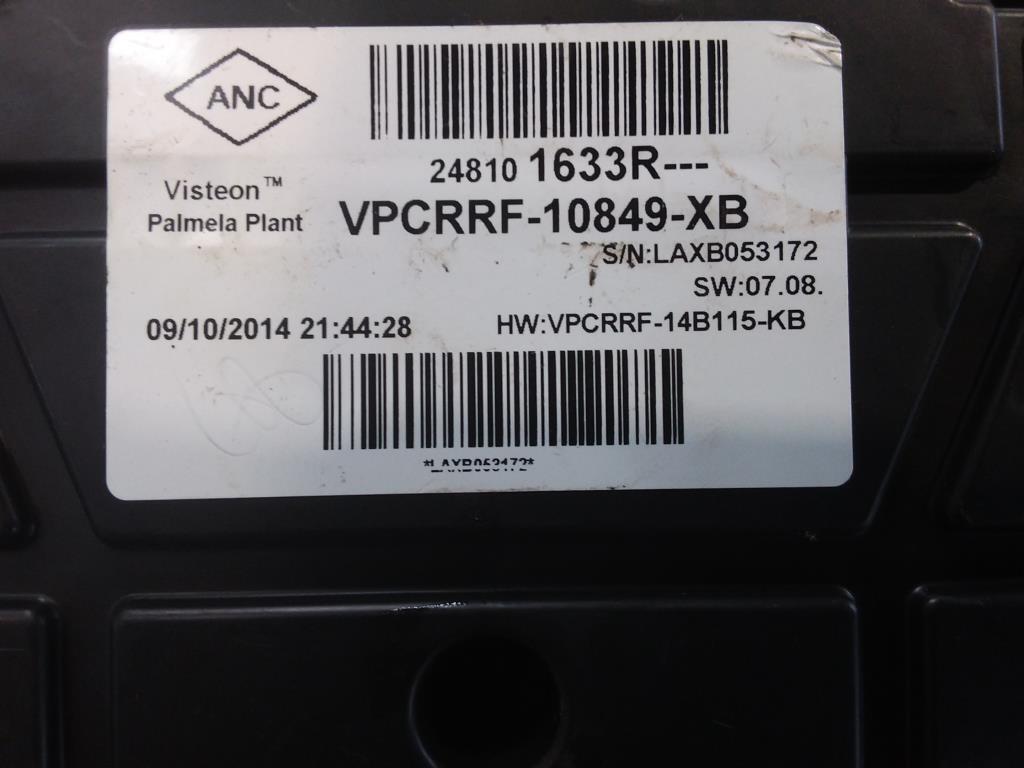 ANC
24810 1633R---
Visteon™
Palmela Plant
VPCRRF-10849-XB
S/N:LAXB053172
SW:07.08.
09/10/2014 21:44:28
HW:VPCRRF-14B115-KB
*LAXB053172*